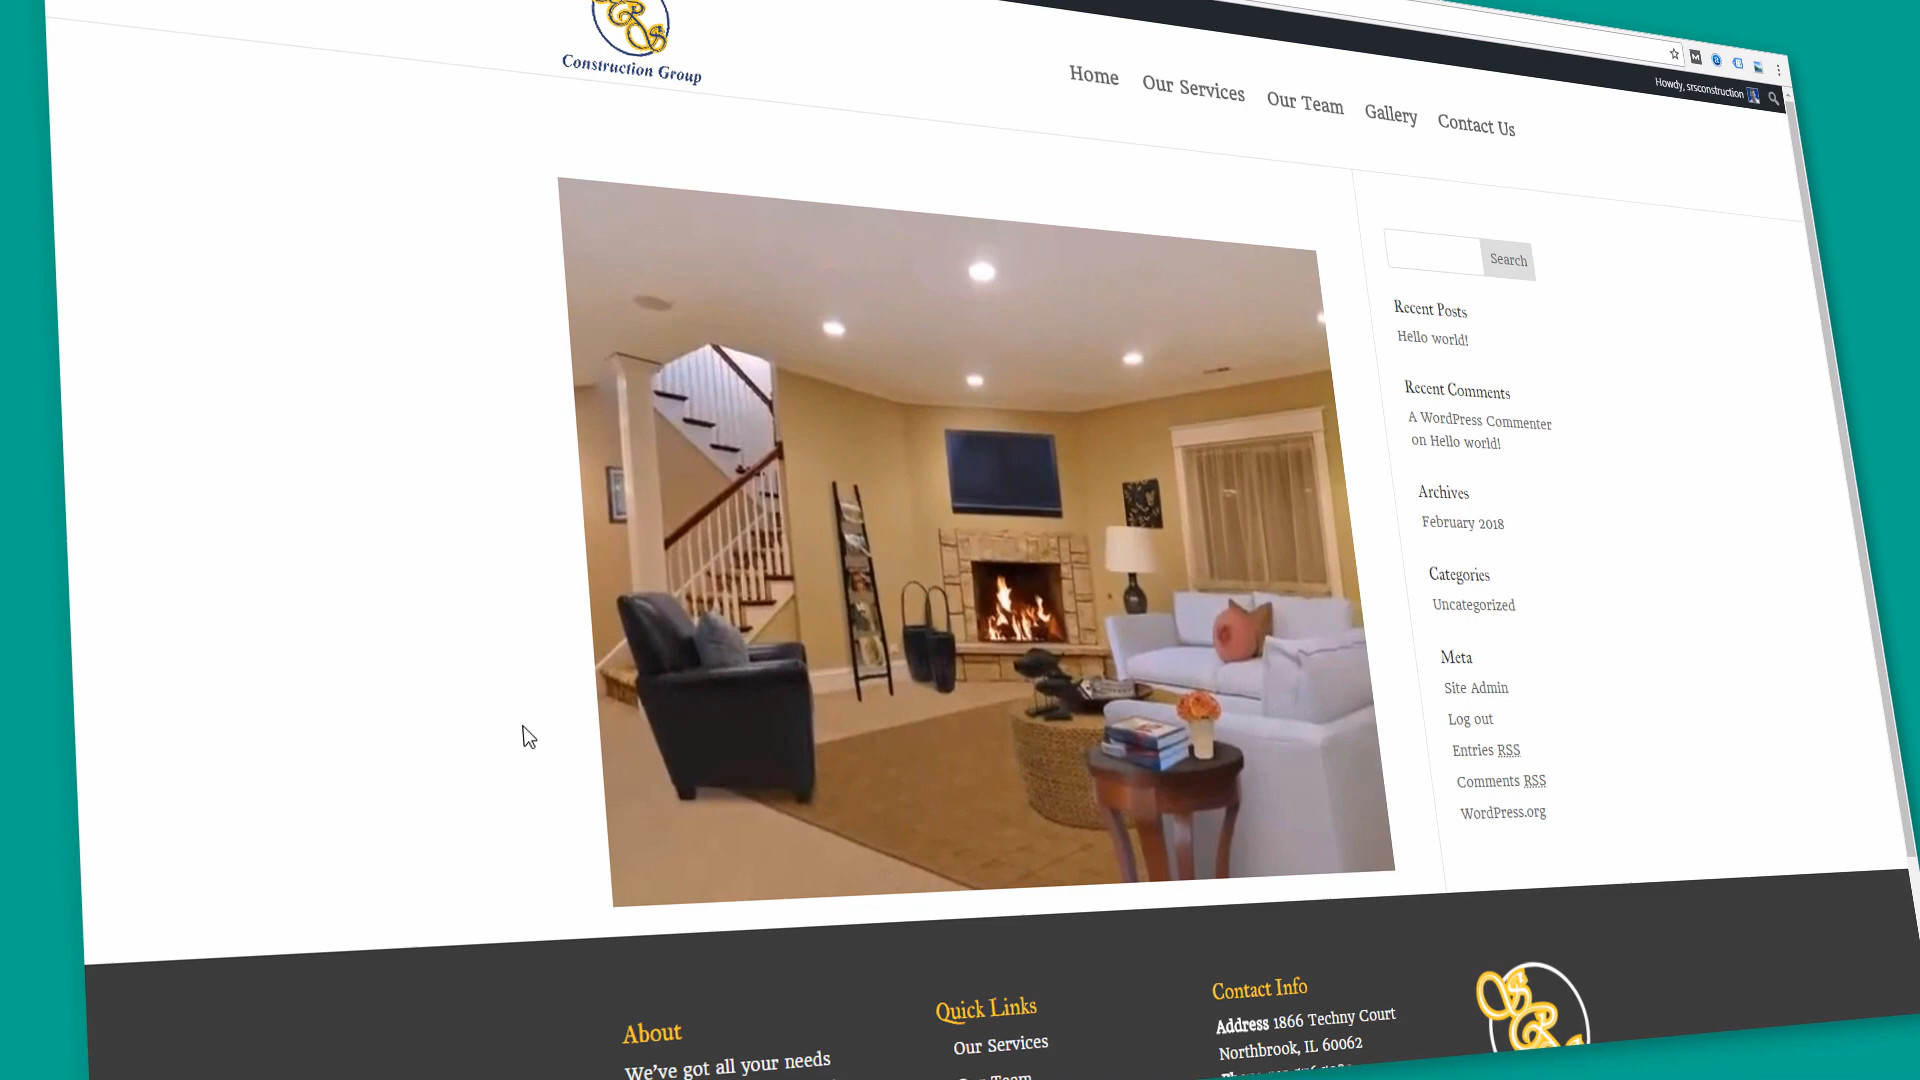 Construction Group
Home
Our Services
Our Team
Gallery
Contact Us
Howdy, srsconstruction
Search
Recent Posts
Hello world!
Recent Comments
A WordPress Commenter
on Hello world!
Archives
February 2018
Categories
Uncategorized
Meta
Site Admin
Log out
Entries RSS
Comments RSS
WordPress.org
About
We've got all your needs
Quick Links
Our Services
Our Team
Contact Info
Address 1866 Techny Court
Northbrook, IL 60062